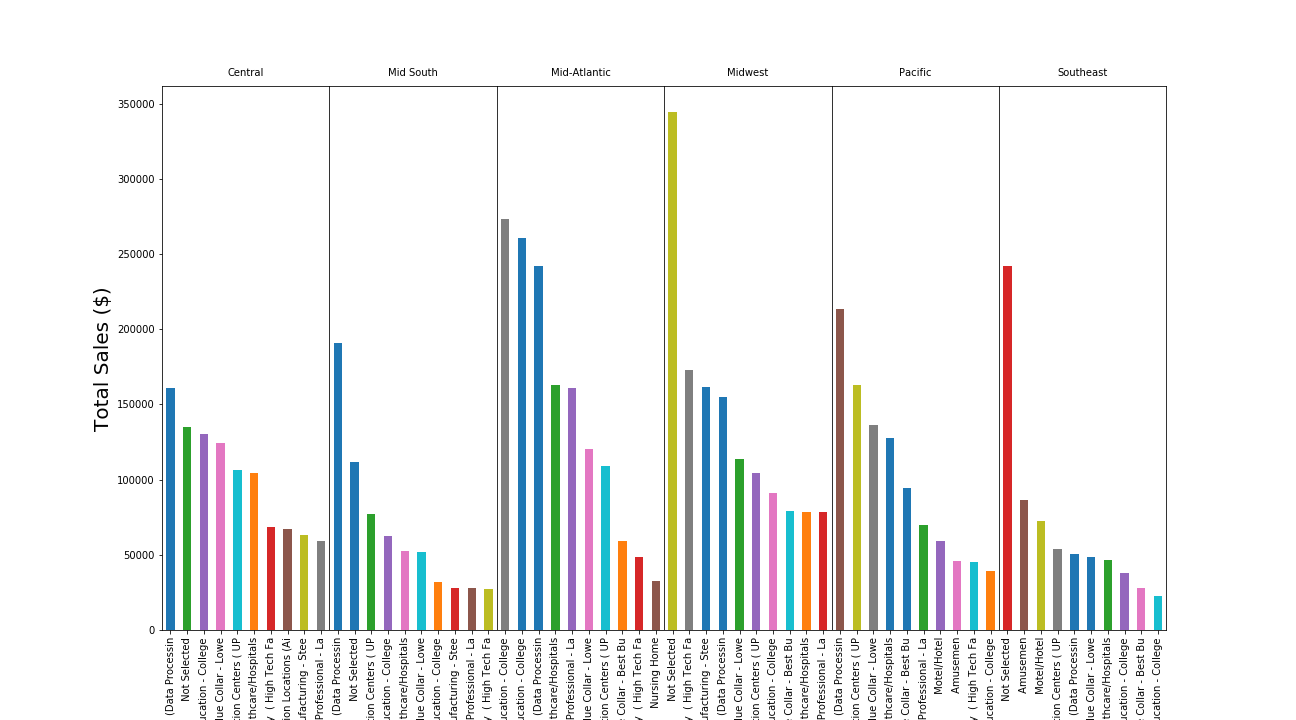 Central Mid South Mid-Atlantic Midwest Pacific Southeast
Total Sales ($)
350000
300000
250000
200000
150000
100000
50000
0
(Data Processin
Not Selected
ucation - College
lue Collar - Lowe
ion Centers ( UP
thcare/Hospitals
y  ( High Tech Fa
ion Locations (Ai
ufacturing - Stee
Professional - La
(Data Processin
Not Selected
ion Centers ( UP
ucation - College
thcare/Hospitals
lue Collar - Lowe
ucation - College
ufacturing - Stee
Professional - La
y  ( High Tech Fa
ucation - College
ucation - College
(Data Processin
thcare/Hospitals
Professional - La
lue Collar - Lowe
ion Centers ( UP
e Collar - Best Bu
y  ( High Tech Fa
Nursing Home
Not Selected
y  ( High Tech Fa
ufacturing - Stee
(Data Processin
lue Collar - Lowe
ion Centers ( UP
ucation - College
e Collar - Best Bu
thcare/Hospitals
Professional - La
(Data Processin
ion Centers ( UP
lue Collar - Lowe
thcare/Hospitals
e Collar - Best Bu
Professional - La
Motel/Hotel
Amusemen
y  ( High Tech Fa
ucation - College
Not Selected
Amusemen
Motel/Hotel
ion Centers ( UP
(Data Processin
lue Collar - Lowe
thcare/Hospitals
ucation - College
e Collar - Best Bu
ucation - College